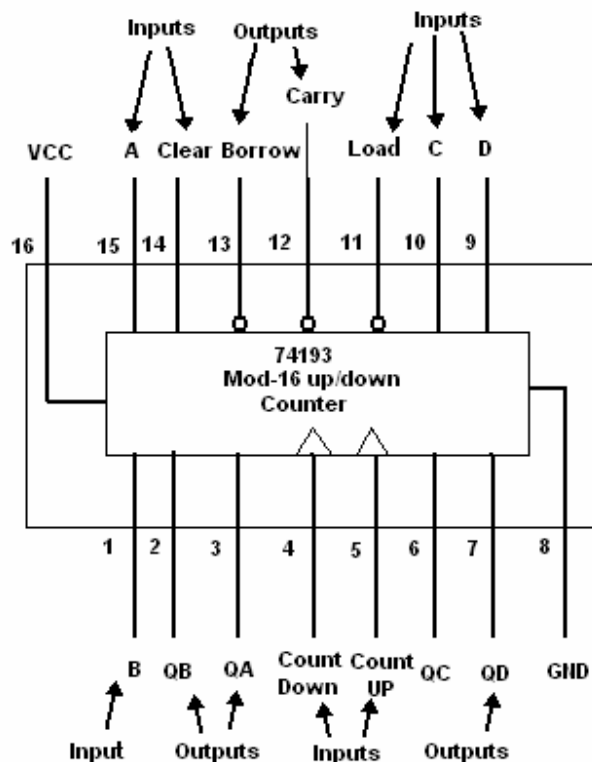 Inputs Outputs Inputs
Carry
VCC A Clear Borrow Load C D
16 15 14 13 12 11 10 9
74193
Mod-16 up/down
Counter
1 2 3 4 5 6 7 8
B QB QA Count Down Count UP QC QD GND
Input Outputs Inputs Outputs